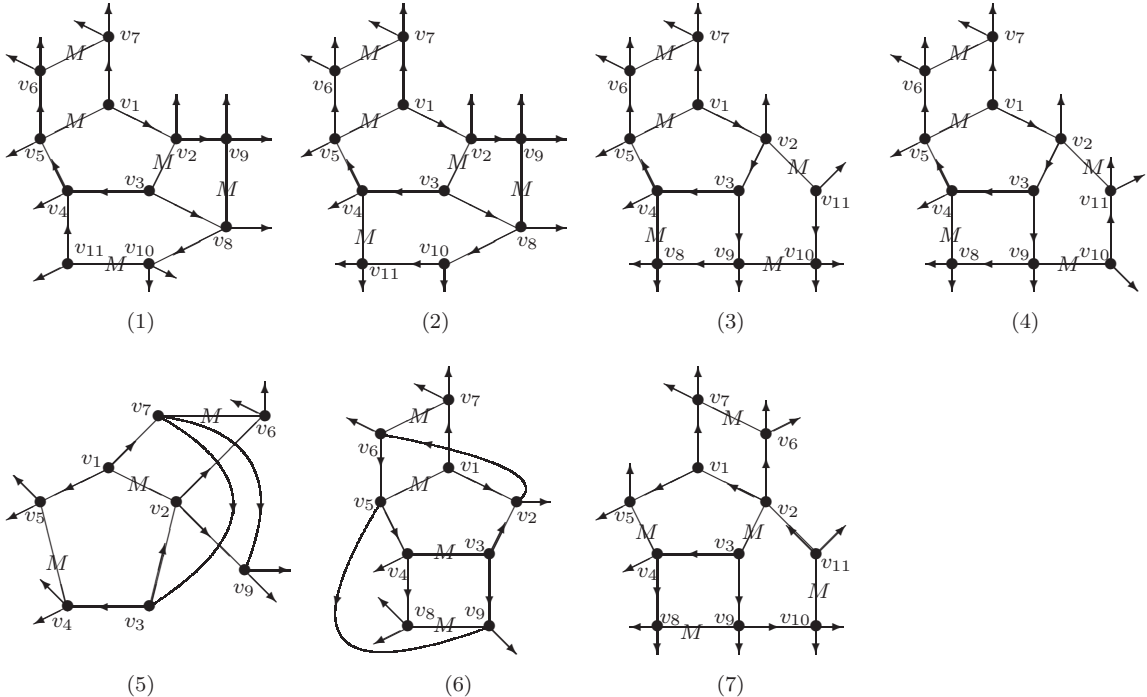 v7 v7 v7 v7
M M M M
v6 v6 v6 v6
v1 v1 v1 v1
M M M M
v5 v2 v9 v5 v2 v9 v5 v2 v5 v2
M M M M
v4 v3 M v4 v3 M v4 v3 v11 v4 v3 v11
v8 M v8 M M
v11 M v10 v11 v10 v8 v9 M v10 v8 v9 M v10
(1) (2) (3) (4)
v7 M v6 v7 v7
M M
v6 v6
v1 v1 v1
M M
v5 v2 v5 v2 v5 v2
M M M M
v3 v3
v9 v4 v4 v11
M
v4 v3 v8 v9 v8 v9 v10
M M
(5) (6) (7)